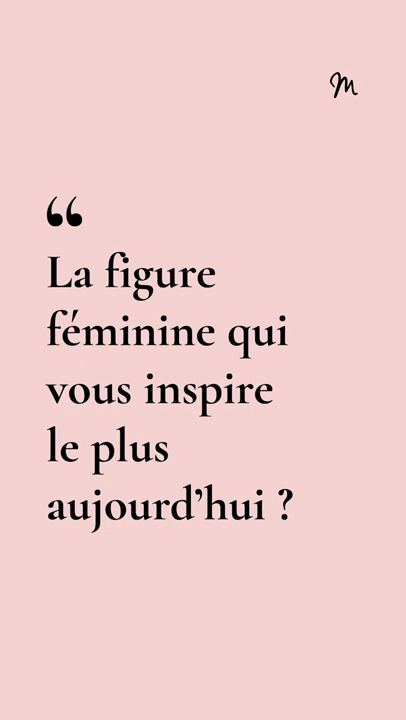 M
“
La figure
féminine qui
vous inspire
le plus
aujourd’hui ?